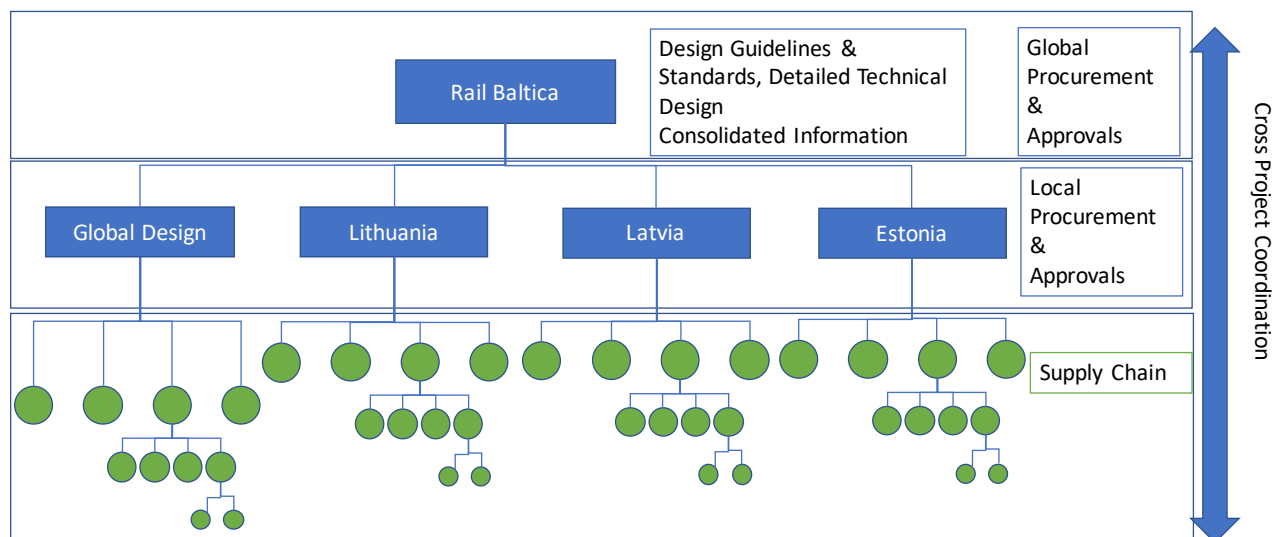 Rail Baltica
Design Guidelines &
Standards, Detailed Technical
Design
Consolidated Information
Global
Procurement
&
Approvals
Global Design
Lithuania
Latvia
Estonia
Local
Procurement
&
Approvals
Supply Chain
Cross Project Coordination